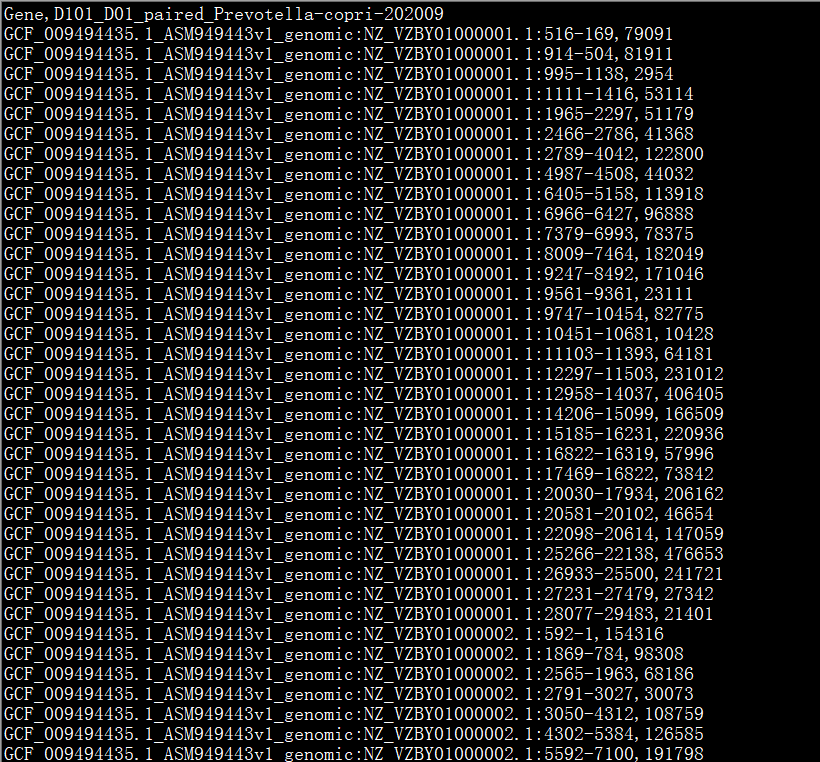 Gene,D101_D01_paired_Prevotella-copri-202009
GCF_009494435.1_ASM949443v1_genomic:NZ_VZBY01000001.1:516-169,79091
GCF_009494435.1_ASM949443v1_genomic:NZ_VZBY01000001.1:914-504,81911
GCF_009494435.1_ASM949443v1_genomic:NZ_VZBY01000001.1:995-1138,2954
GCF_009494435.1_ASM949443v1_genomic:NZ_VZBY01000001.1:1111-1416,53114
GCF_009494435.1_ASM949443v1_genomic:NZ_VZBY01000001.1:1965-2297,51179
GCF_009494435.1_ASM949443v1_genomic:NZ_VZBY01000001.1:2466-2786,41368
GCF_009494435.1_ASM949443v1_genomic:NZ_VZBY01000001.1:2789-4042,122800
GCF_009494435.1_ASM949443v1_genomic:NZ_VZBY01000001.1:4987-4508,44032
GCF_009494435.1_ASM949443v1_genomic:NZ_VZBY01000001.1:6405-5158,113918
GCF_009494435.1_ASM949443v1_genomic:NZ_VZBY01000001.1:6966-6427,96888
GCF_009494435.1_ASM949443v1_genomic:NZ_VZBY01000001.1:7379-6993,78375
GCF_009494435.1_ASM949443v1_genomic:NZ_VZBY01000001.1:8009-7464,182049
GCF_009494435.1_ASM949443v1_genomic:NZ_VZBY01000001.1:9247-8492,171046
GCF_009494435.1_ASM949443v1_genomic:NZ_VZBY01000001.1:9561-9361,23111
GCF_009494435.1_ASM949443v1_genomic:NZ_VZBY01000001.1:9747-10454,82775
GCF_009494435.1_ASM949443v1_genomic:NZ_VZBY01000001.1:10451-10681,10428
GCF_009494435.1_ASM949443v1_genomic:NZ_VZBY01000001.1:11103-11393,64181
GCF_009494435.1_ASM949443v1_genomic:NZ_VZBY01000001.1:12297-11503,231012
GCF_009494435.1_ASM949443v1_genomic:NZ_VZBY01000001.1:12958-14037,406405
GCF_009494435.1_ASM949443v1_genomic:NZ_VZBY01000001.1:14206-15099,166509
GCF_009494435.1_ASM949443v1_genomic:NZ_VZBY01000001.1:15185-16231,220936
GCF_009494435.1_ASM949443v1_genomic:NZ_VZBY01000001.1:16822-16319,57996
GCF_009494435.1_ASM949443v1_genomic:NZ_VZBY01000001.1:17469-16822,73842
GCF_009494435.1_ASM949443v1_genomic:NZ_VZBY01000001.1:20030-17934,206162
GCF_009494435.1_ASM949443v1_genomic:NZ_VZBY01000001.1:20581-20102,46654
GCF_009494435.1_ASM949443v1_genomic:NZ_VZBY01000001.1:22098-20614,147059
GCF_009494435.1_ASM949443v1_genomic:NZ_VZBY01000001.1:25266-22138,476653
GCF_009494435.1_ASM949443v1_genomic:NZ_VZBY01000001.1:26933-25500,241721
GCF_009494435.1_ASM949443v1_genomic:NZ_VZBY01000001.1:27231-27479,27342
GCF_009494435.1_ASM949443v1_genomic:NZ_VZBY01000001.1:28077-29483,21401
GCF_009494435.1_ASM949443v1_genomic:NZ_VZBY01000002.1:592-1,154316
GCF_009494435.1_ASM949443v1_genomic:NZ_VZBY01000002.1:1869-784,98308
GCF_009494435.1_ASM949443v1_genomic:NZ_VZBY01000002.1:2565-1963,68186
GCF_009494435.1_ASM949443v1_genomic:NZ_VZBY01000002.1:2791-3027,30073
GCF_009494435.1_ASM949443v1_genomic:NZ_VZBY01000002.1:3050-4312,108759
GCF_009494435.1_ASM949443v1_genomic:NZ_VZBY01000002.1:4302-5384,126585
GCF_009494435.1_ASM949443v1_genomic:NZ_VZBY01000002.1:5592-7100,191798